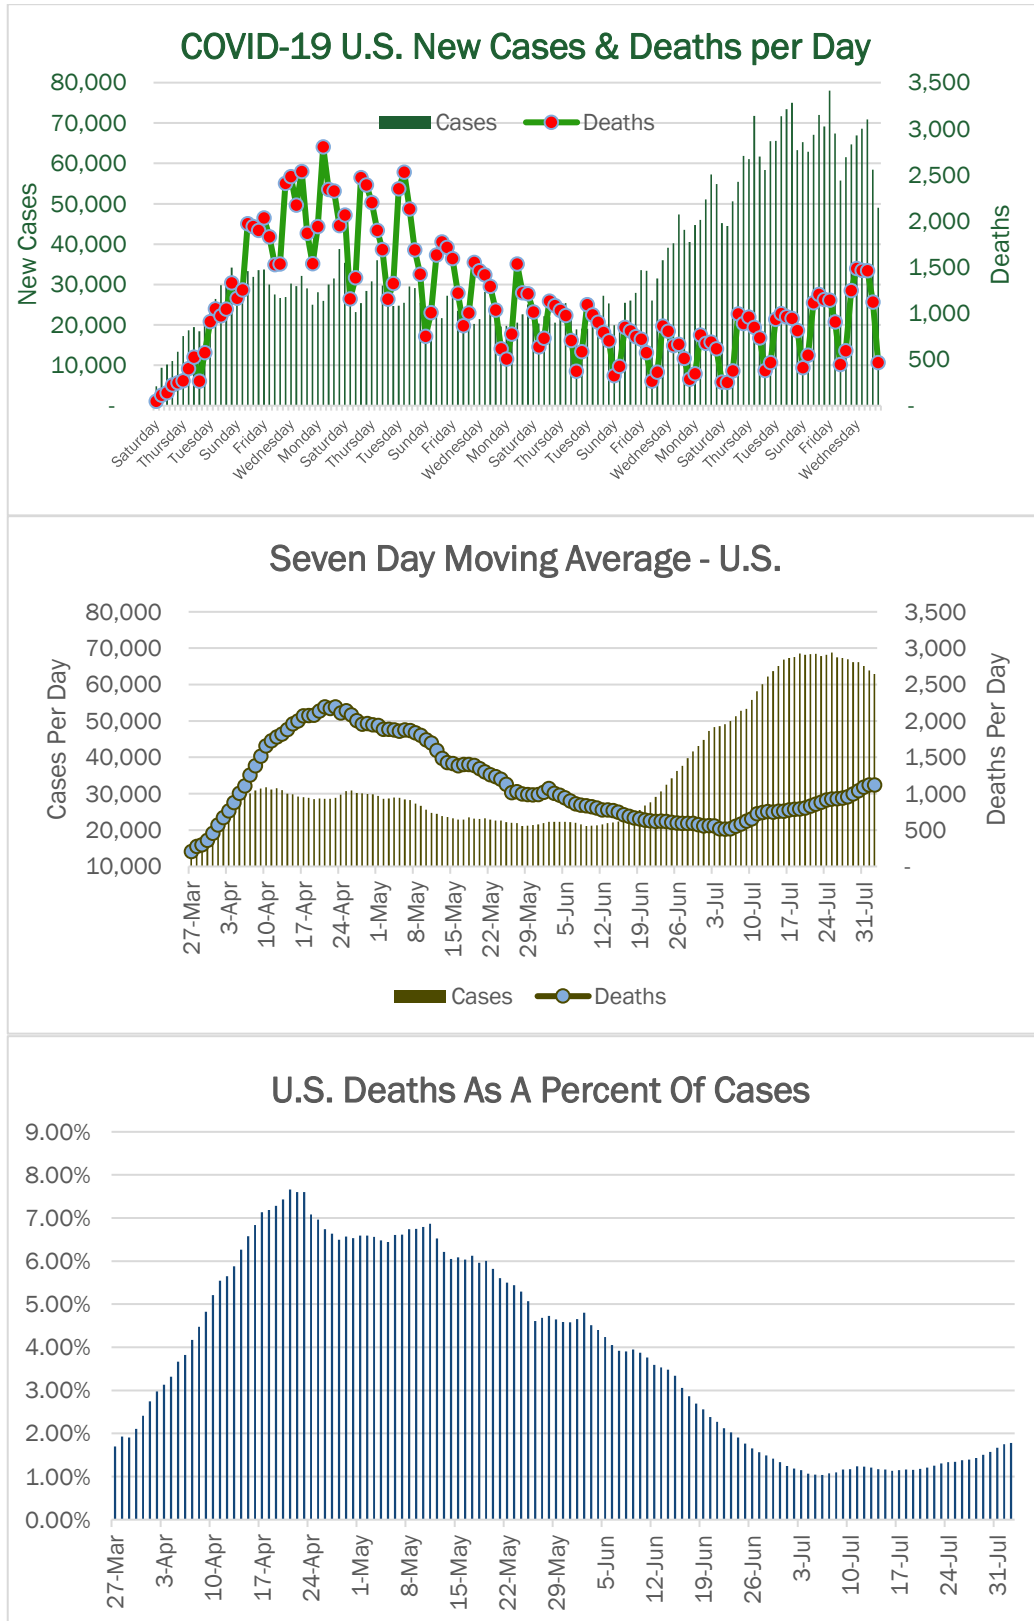 COVID-19 U.S. New Cases & Deaths per Day
80,000
70,000
60,000
50,000
40,000
30,000
20,000
10,000
-
New Cases
Cases
Deaths
3,500
3,000
2,500
2,000
1,500
1,000
500
-
Deaths
Saturday
Thursday
Tuesday
Sunday
Friday
Wednesday
Monday
Saturday
Thursday
Tuesday
Sunday
Friday
Wednesday
Monday
Saturday
Thursday
Tuesday
Sunday
Friday
Wednesday
Monday
Saturday
Thursday
Tuesday
Sunday
Friday
Wednesday
Seven Day Moving Average - U.S.
80,000
70,000
60,000
50,000
40,000
30,000
20,000
10,000
Cases Per Day
3,500
3,000
2,500
2,000
1,500
1,000
500
-
Deaths Per Day
27-Mar
3-Apr
10-Apr
17-Apr
24-Apr
1-May
8-May
15-May
22-May
29-May
5-Jun
12-Jun
19-Jun
26-Jun
3-Jul
10-Jul
17-Jul
24-Jul
31-Jul
Cases
Deaths
U.S. Deaths As A Percent Of Cases
9.00%
8.00%
7.00%
6.00%
5.00%
4.00%
3.00%
2.00%
1.00%
0.00%
27-Mar
3-Apr
10-Apr
17-Apr
24-Apr
1-May
8-May
15-May
22-May
29-May
5-Jun
12-Jun
19-Jun
26-Jun
3-Jul
10-Jul
17-Jul
24-Jul
31-Jul